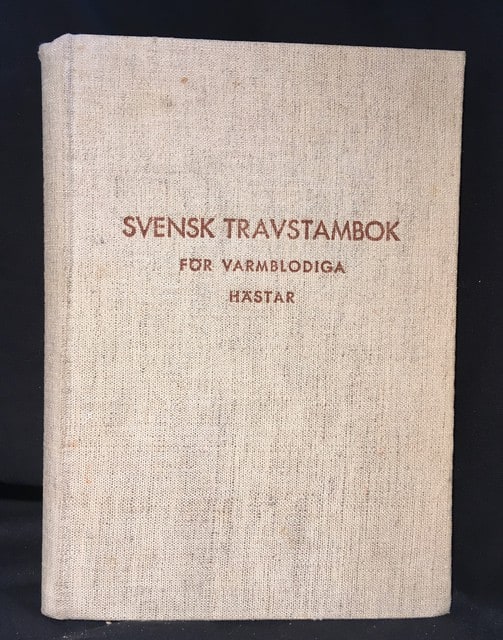 SVENSK TRAVSTAMBOK
FÖR VARMBLODIGA
HÄSTAR